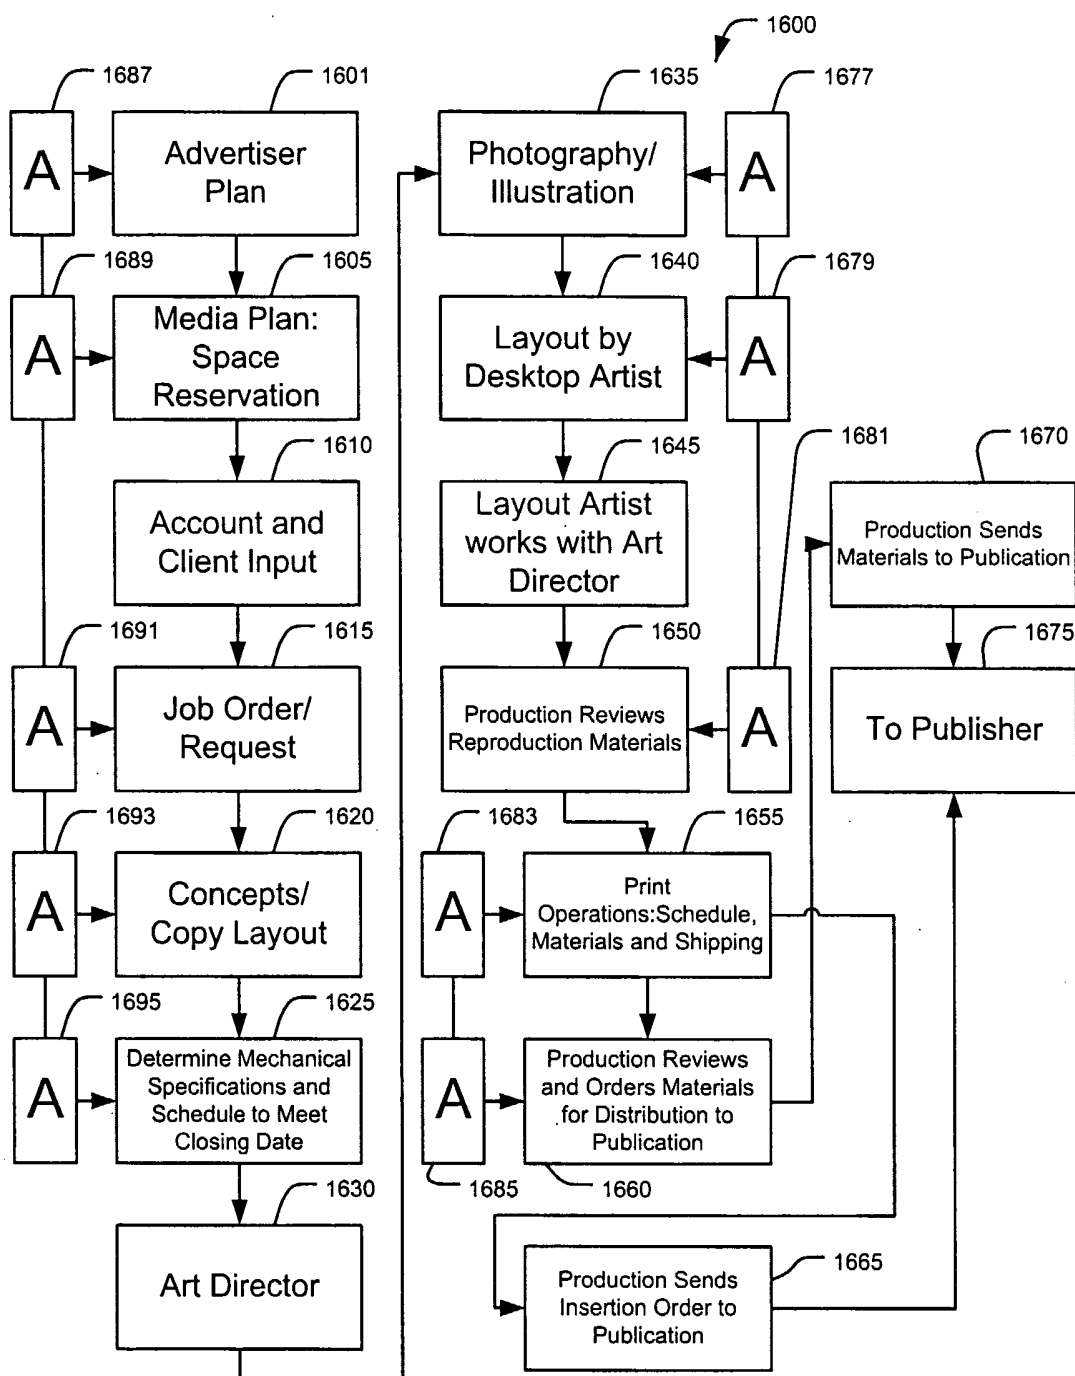 1600
1687
1601
1635
1677
A
Advertiser
Plan
Photography/
Illustration
A
1689
1605
1640
1679
A
Media Plan:
Space
Reservation
Layout by
Desktop Artist
A
1610
1645
1681
1670
Account and
Client Input
Layout Artist
works with Art
Director
Production Sends
Materials to Publication
1691
1615
1650
1675
A
Job Order/
Request
Production Reviews
Reproduction Materials
A
To Publisher
1693
1620
1683
1655
A
Concepts/
Copy Layout
A
Print
Operations:Schedule,
Materials and Shipping
1695
1625
A
Determine Mechanical
Specifications and
Schedule to Meet
Closing Date
A
Production Reviews
and Orders Materials
for Distribution to
Publication
1685
1660
1630
Art Director
1665
Production Sends
Insertion Order to
Publication